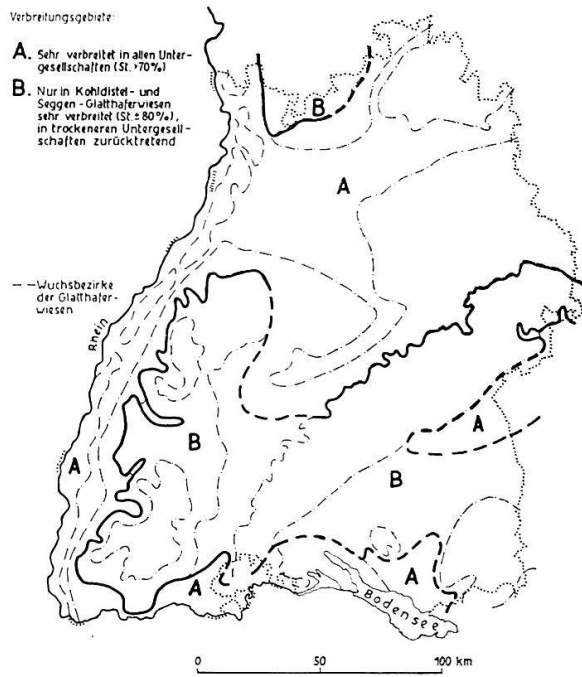 Verbreitungsgebiete:
A. Sehr verbreitet in allen Unter-
gesellschaften (St. >70%)
B. Nur in Kohldistel- und
Seggen-Glatthaferwiesen
sehr verbreitet (St. ± 80%),
in trockeneren Untergesell-
schaften zurücktretend
B
A
Wuchsbezirke
der Glatthafer-
wiesen
Rhein
A
B
A
B
A
A
Bodensee
0 50 100 km